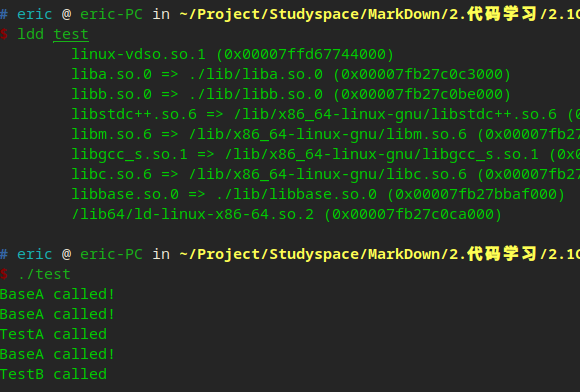 # eric @ eric-PC in ~/Project/Studyspace/MarkDown/2.代码学习/2.1C
$ ldd test
linux-vdso.so.1 (0x00007ffd67744000)
liba.so.0 => ./lib/liba.so.0 (0x00007fb27c0c3000)
libb.so.0 => ./lib/libb.so.0 (0x00007fb27c0be000)
libstdc++.so.6 => /lib/x86_64-linux-gnu/libstdc++.so.6 (0
libm.so.6 => /lib/x86_64-linux-gnu/libm.so.6 (0x00007fb27
libgcc_s.so.1 => /lib/x86_64-linux-gnu/libgcc_s.so.1 (0x
libc.so.6 => /lib/x86_64-linux-gnu/libc.so.6 (0x00007fb27
libbase.so.0 => ./lib/libbase.so.0 (0x00007fb27bbaf000)
/lib64/ld-linux-x86-64.so.2 (0x00007fb27c0ca000)
# eric @ eric-PC in ~/Project/Studyspace/MarkDown/2.代码学习/2.1C
$ ./test
BaseA called!
BaseA called!
TestA called
BaseA called!
TestB called